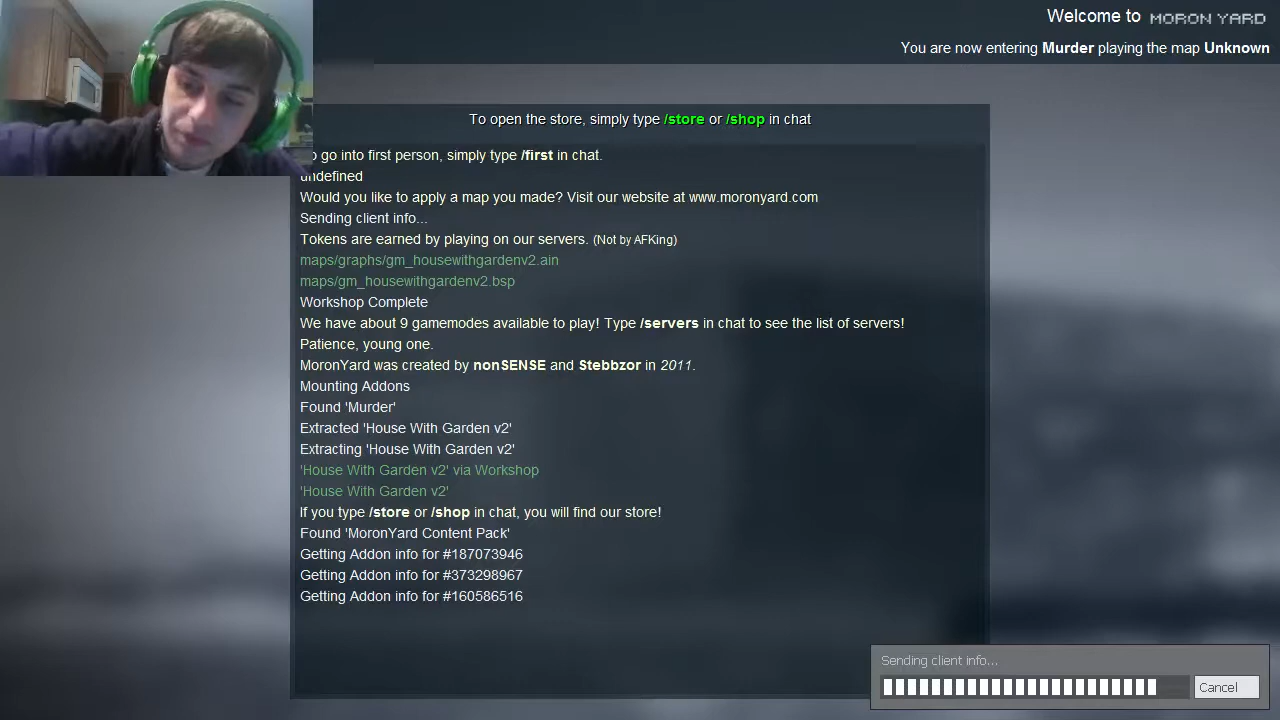 Welcome to MORON YARD
You are now entering Murder playing the map Unknown
To open the store, simply type /store or /shop in chat
go into first person, simply type /first in chat.
undefined
Would you like to apply a map you made? Visit our website at www.moronyard.com
Sending client info...
Tokens are earned by playing on our servers. (Not by AFKing)
maps/graphs/gm_housewithgardenv2.ain
maps/gm_housewithgardenv2.bsp
Workshop Complete
We have about 9 gamemodes available to play! Type /servers in chat to see the list of servers!
Patience, young one.
MoronYard was created by nonSENSE and Stebbzor in 2011.
Mounting Addons
Found 'Murder'
Extracted 'House With Garden v2'
Extracting 'House With Garden v2'
'House With Garden v2' via Workshop
'House With Garden v2'
If you type /store or /shop in chat, you will find our store!
Found 'MoronYard Content Pack'
Getting Addon info for #187073946
Getting Addon info for #373298967
Getting Addon info for #160586516
Sending client info...
Cancel